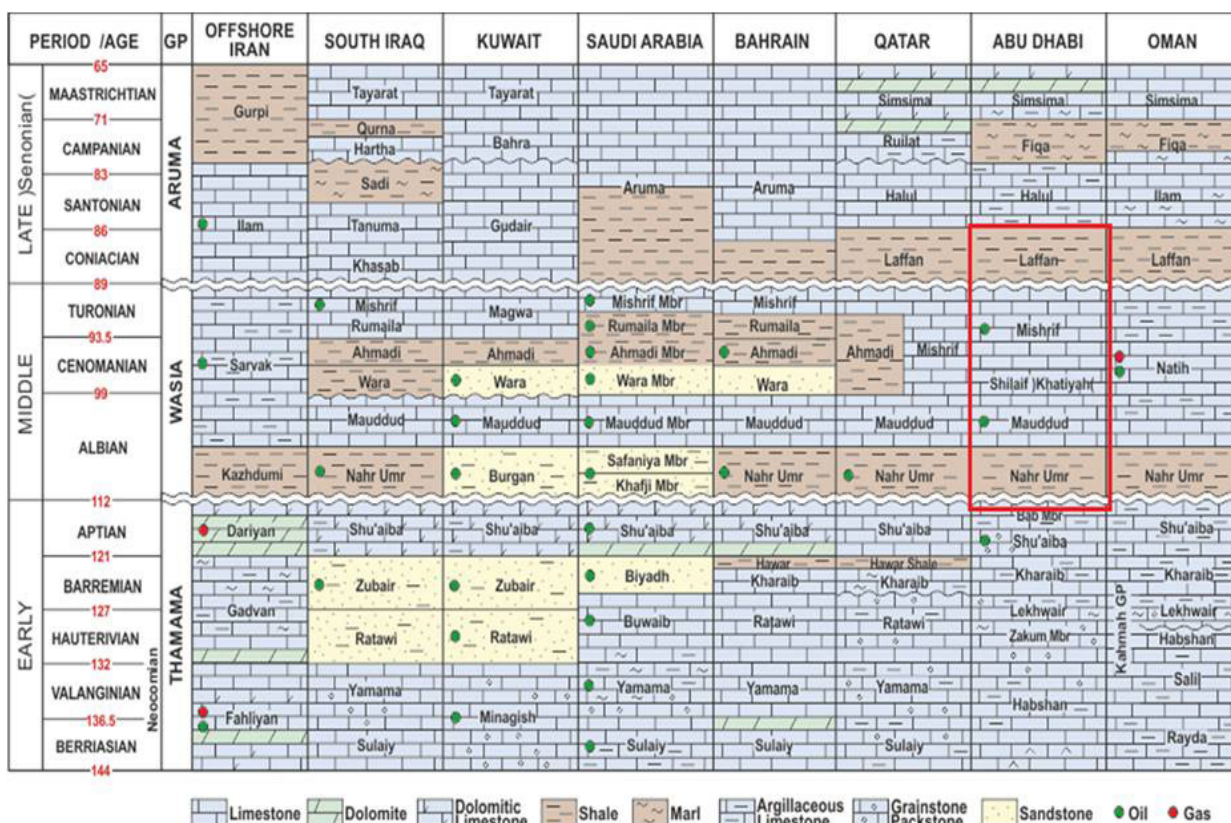 PERIOD /AGE GP OFFSHORE IRAN SOUTH IRAQ KUWAIT SAUDI ARABIA BAHRAIN QATAR ABU DHABI OMAN
LATE )Senonian(
MIDDLE
EARLY
65
MAASTRICHTIAN
71
CAMPANIAN
83
SANTONIAN
86
CONIACIAN
89
TURONIAN
93.5
CENOMANIAN
99
ALBIAN
112
APTIAN
121
BARREMIAN
127
HAUTERIVIAN
132
VALANGINIAN
136.5
BERRIASIAN
144
Neocomian
ARUMA
WASIA
THAMAMA
Gurpi
Ilam
Sarvak
Kazhdumi
Dariyan
Gadvan
Fahliyan
Tayarat
Qurna
Hartha
Sadi
Tanuma
Khasab
Mishrif
Rumaila
Ahmadi
Wara
Mauddud
Nahr Umr
Shu'aiba
Zubair
Ratawi
Yamama
Sulaiy
Tayarat
Bahra
Gudair
Magwa
Ahmadi
Wara
Mauddud
Burgan
Shu'aiba
Zubair
Ratawi
Minagish
Aruma
Mishrif Mbr
Rumaila Mbr
Ahmadi Mbr
Wara Mbr
Mauddud Mbr
Safaniya Mbr
Khafji Mbr
Shu'aiba
Biyadh
Buwaib
Yamama
Sulaiy
Aruma
Mishrif
Rumaila
Ahmadi
Wara
Mauddud
Nahr Umr
Shu'aiba
Hawar
Kharaib
Ratawi
Yamama
Sulaiy
Simsima
Ruilat
Halul
Laffan
Ahmadi
Mishrif
Mauddud
Nahr Umr
Shu'aiba
Hawar Shale
Kharaib
Ratawi
Yamama
Sulaiy
Simsima
Fiqa
Halul
Laffan
Mishrif
Shilaif )Khatiyah(
Mauddud
Nahr Umr
Bab Mbr
Shu'aiba
Kharaib
Lekhwair
Zakum Mbr
Habshan
Simsima
Fiqa
Ilam
Laffan
Natih
Nahr Umr
Shu'aiba
Kharaib
Lekhwair
Habshan
Salil
Rayda
Kahmah GP
Limestone Dolomite Dolomitic Limestone Shale Marl Argillaceous Limestone Grainstone Packstone Sandstone Oil Gas